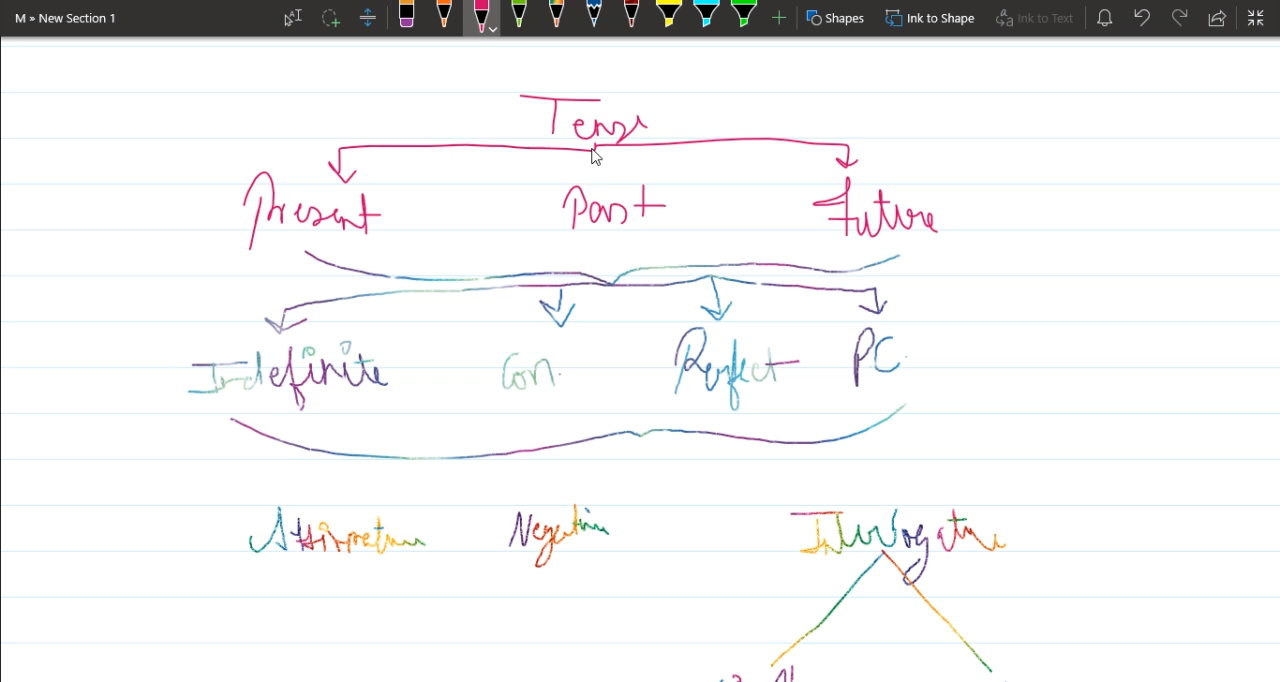 M » New Section 1 Shapes Ink to Shape Ink to Text
Tense
Present Past Future
Indefinite Con. Perfect PC.
Affirmative Negative Interrogative